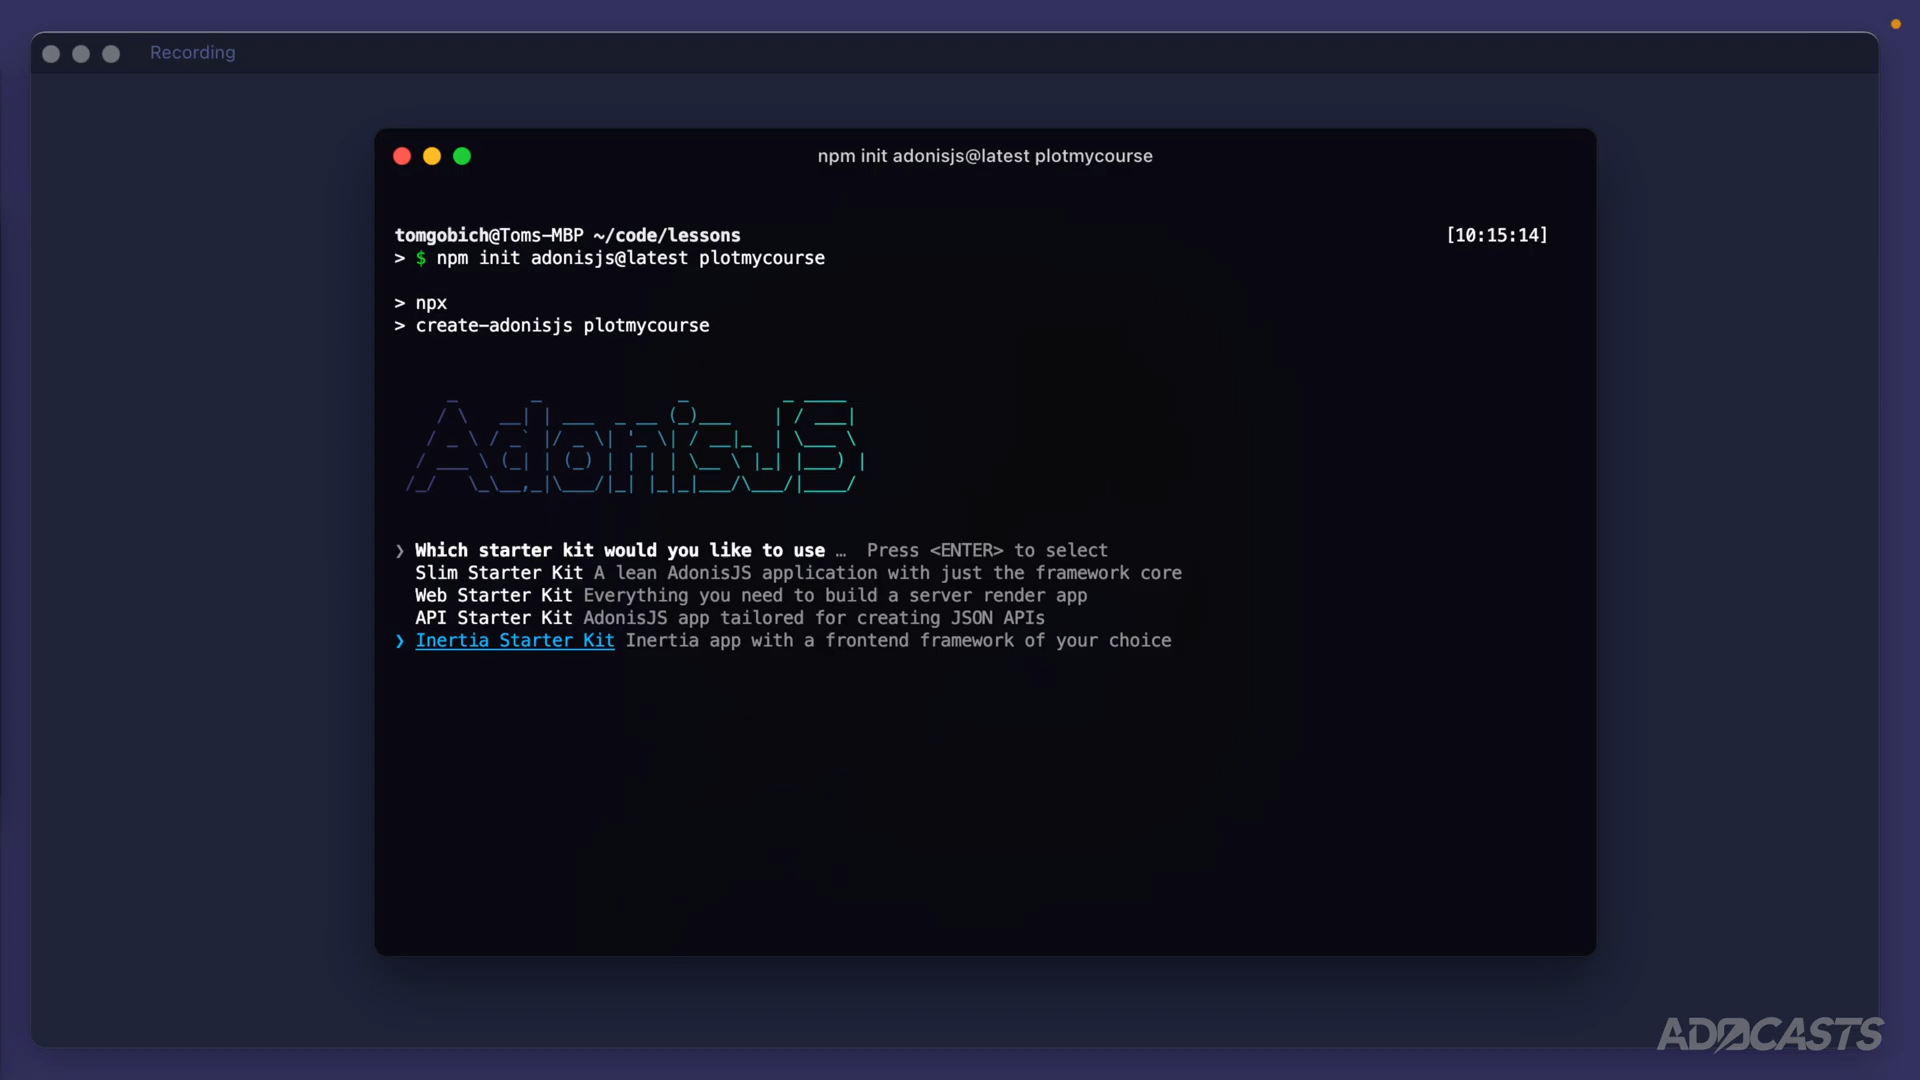 Recording
npm init adonisjs@latest plotmycourse
tomgobich@Toms-MBP ~/code/lessons [10:15:14]
> $ npm init adonisjs@latest plotmycourse
> npx
> create-adonisjs plotmycourse
AdonisJS
❯ Which starter kit would you like to use … Press <ENTER> to select
Slim Starter Kit A lean AdonisJS application with just the framework core
Web Starter Kit Everything you need to build a server render app
API Starter Kit AdonisJS app tailored for creating JSON APIs
❯ Inertia Starter Kit Inertia app with a frontend framework of your choice
ADOCASTS